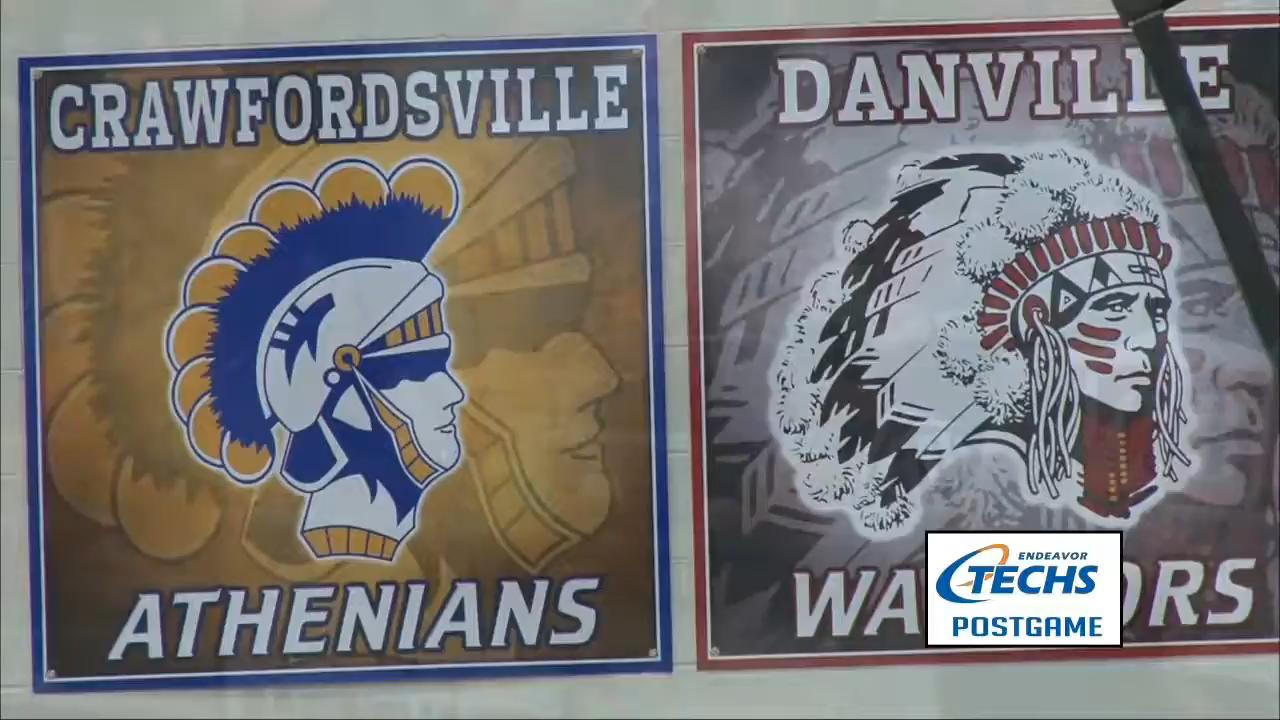 CRAWFORDSVILLE
ATHENIANS
DANVILLE
WA ORS
ENDEAVOR
TECHS
POSTGAME